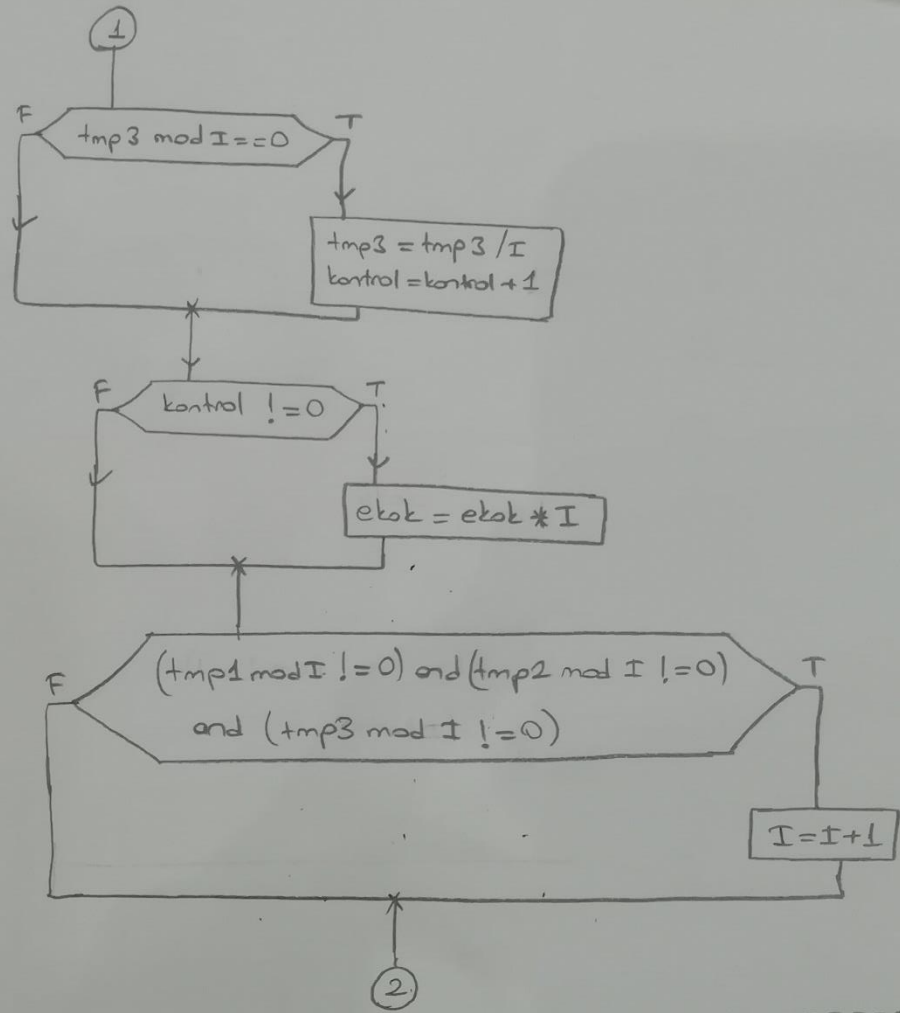 1
F
T
tmp3 mod I==0
tmp3 = tmp3 / I
kontrol = kontrol + 1
F
T
kontrol != 0
ekok = ekok * I
F
T
(tmp1 mod I != 0) and (tmp2 mod I != 0)
and (tmp3 mod I != 0)
I = I + 1
2